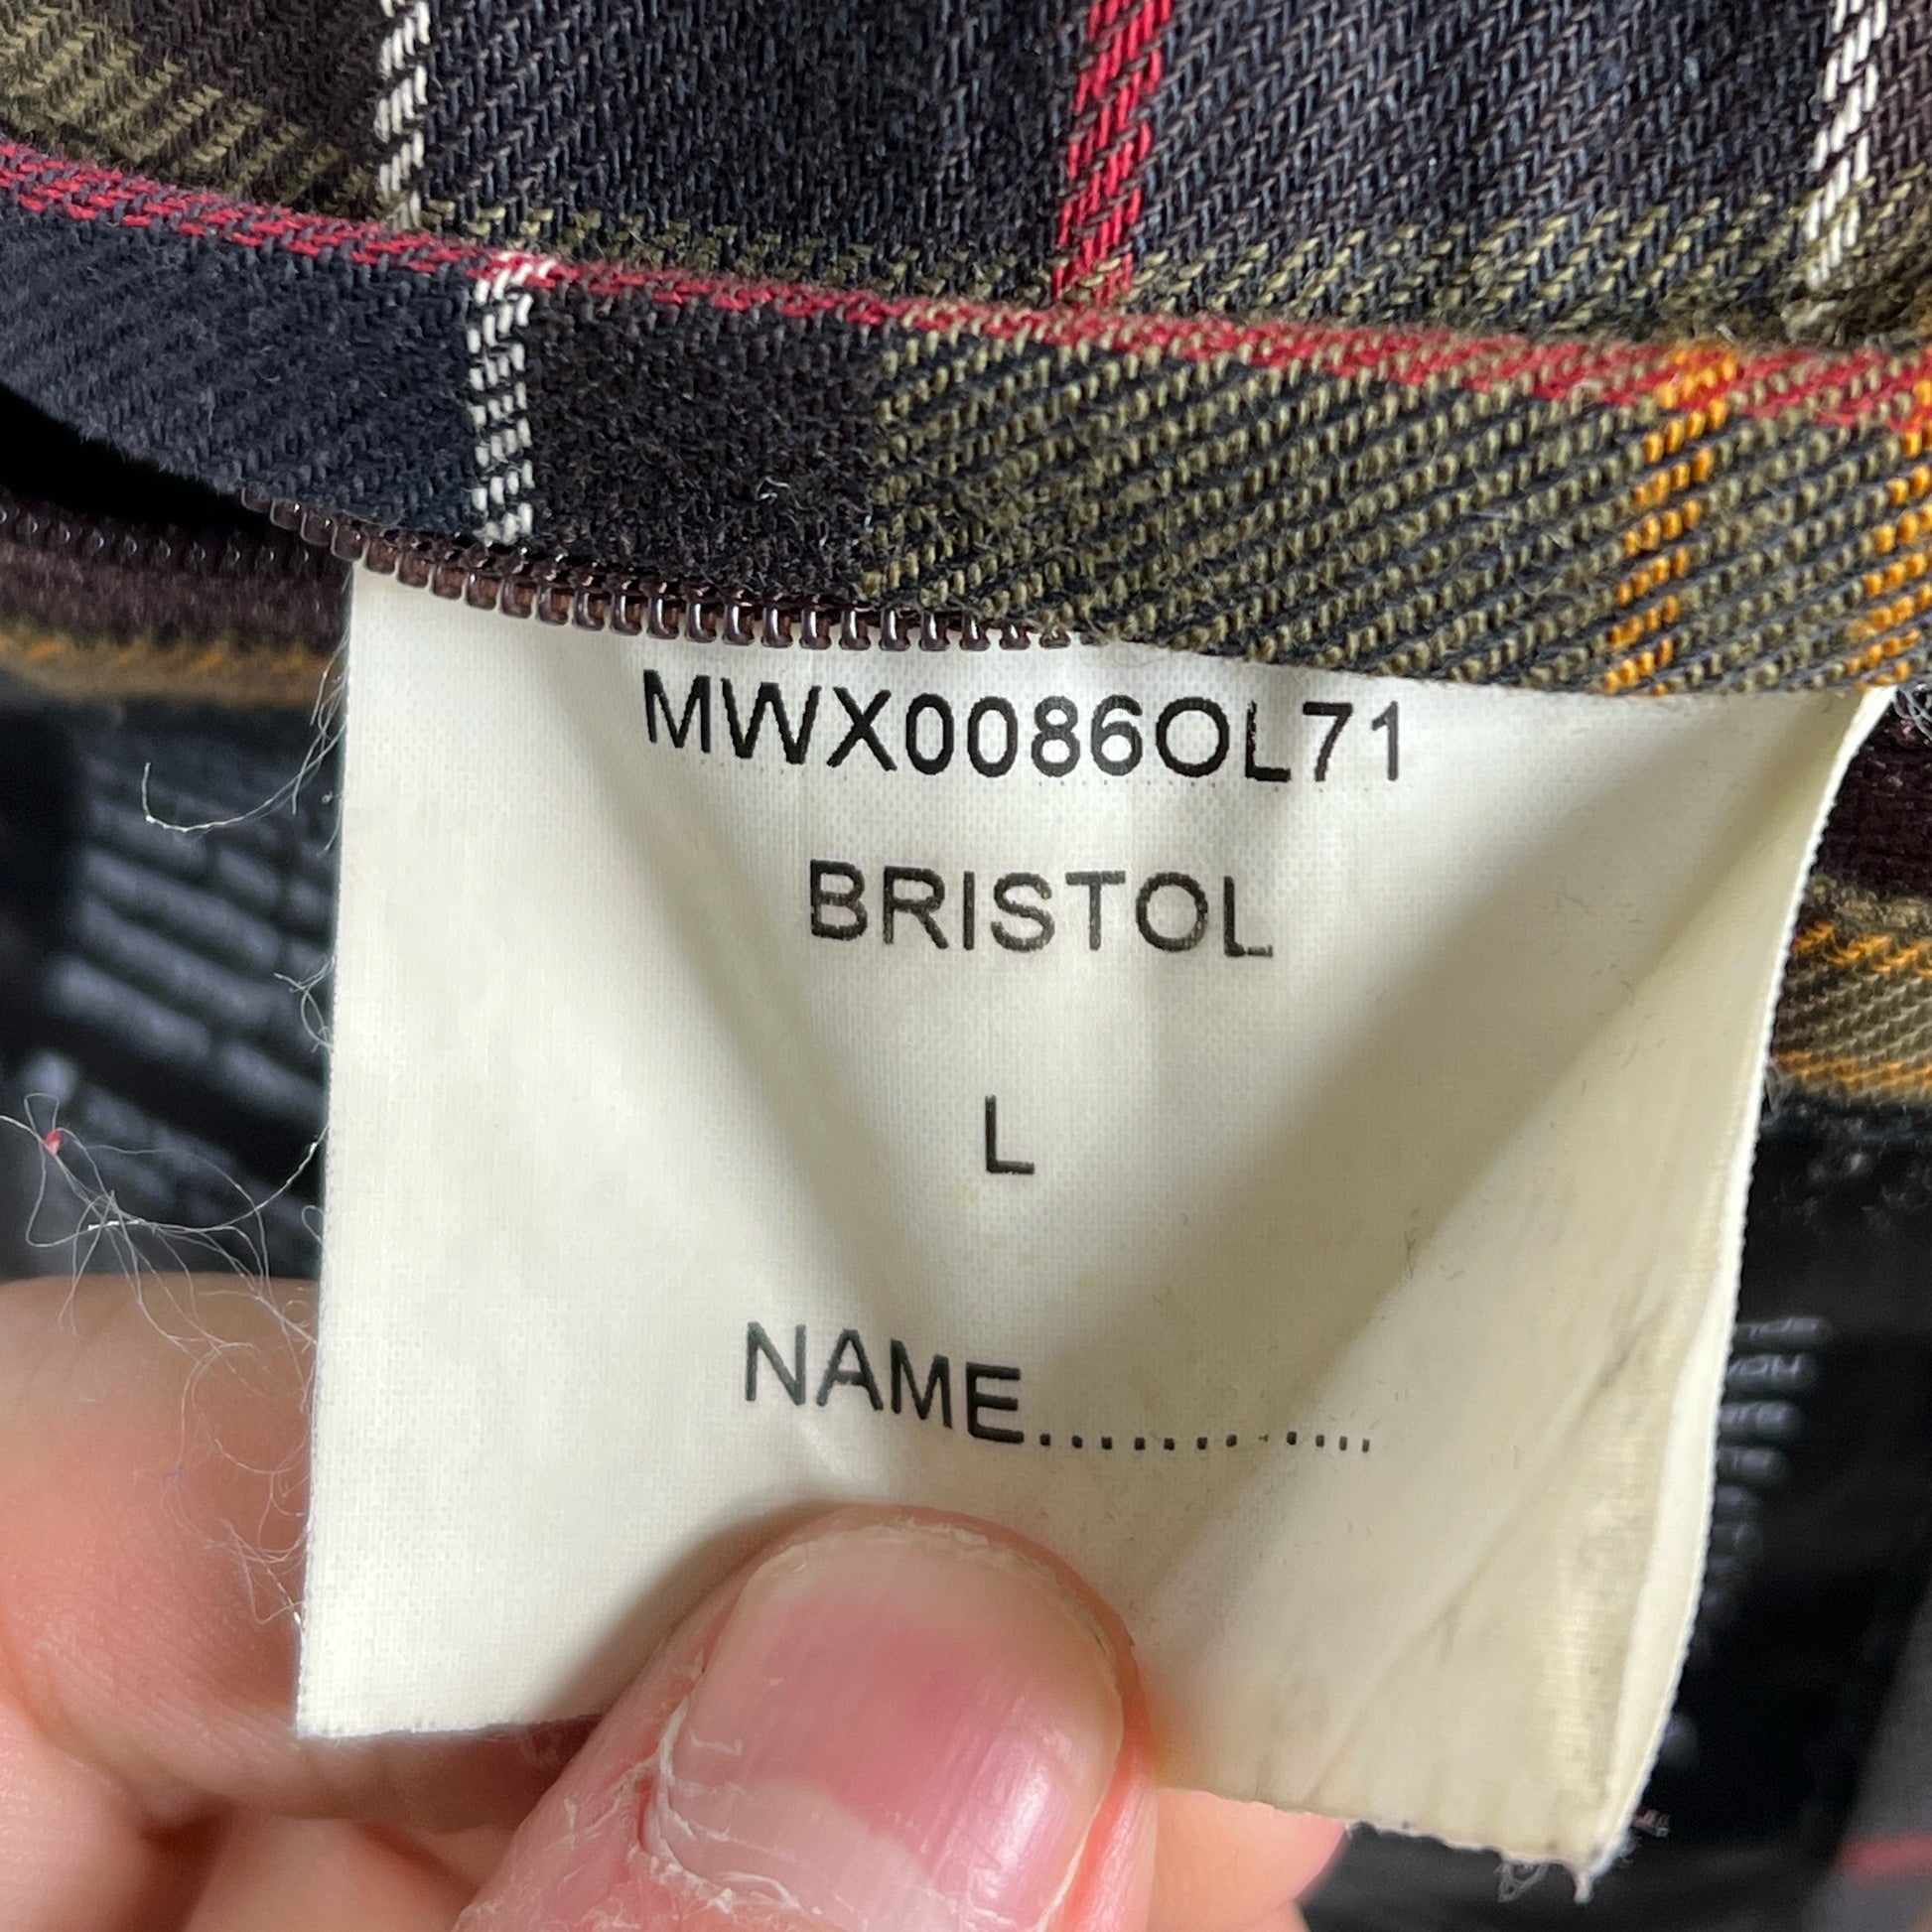 MWX0086OL71
BRISTOL
L
NAME..............